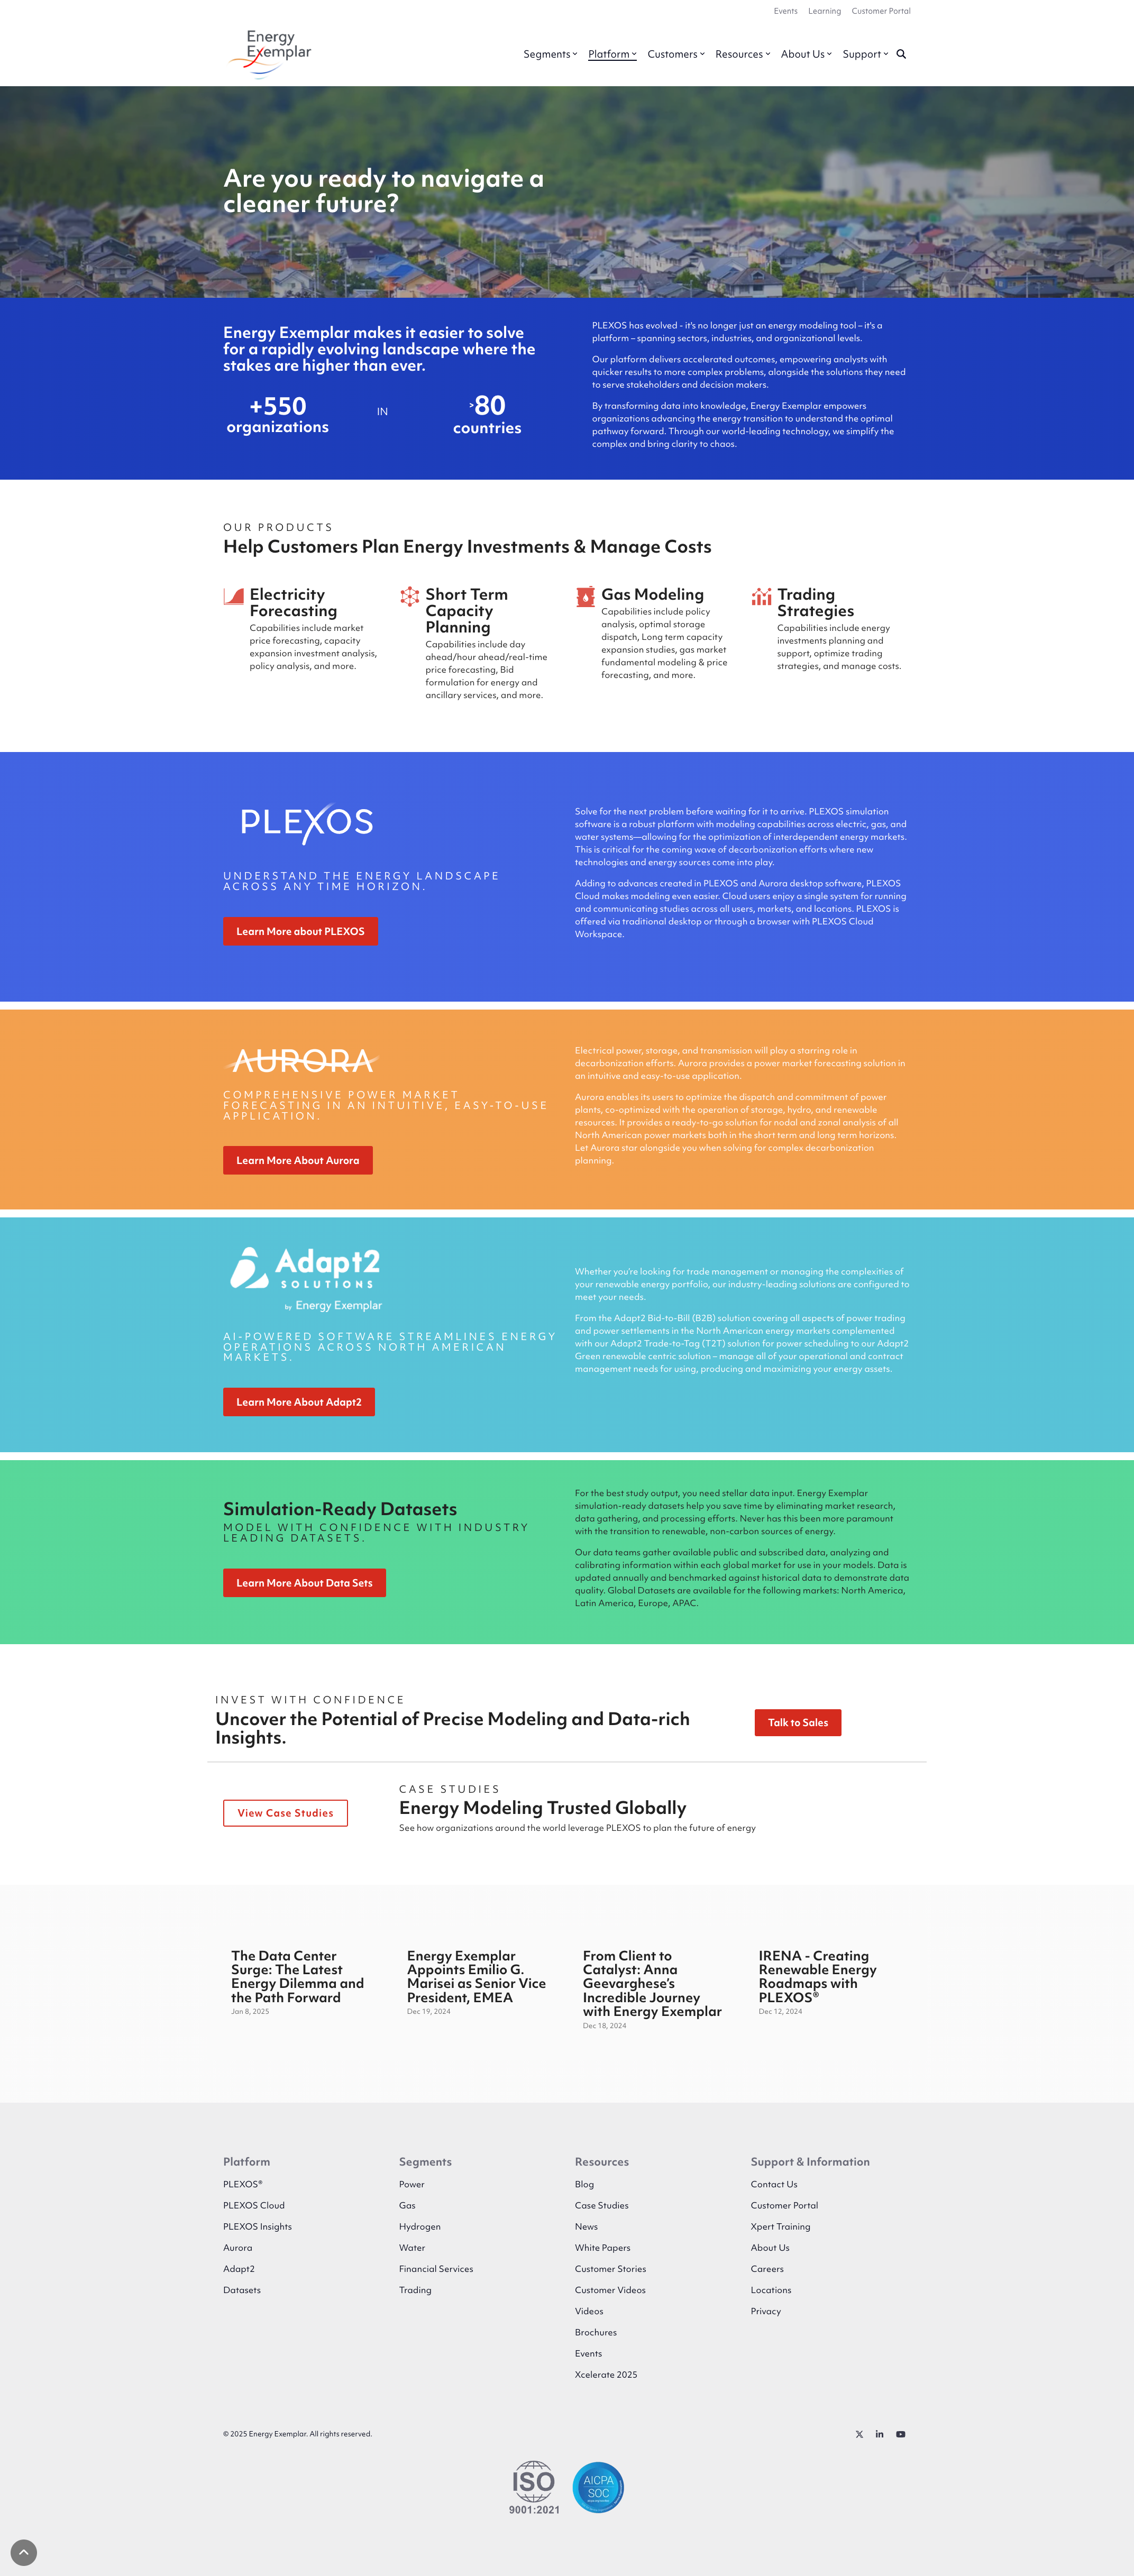 Events Learning Customer Portal
Energy
Exemplar
Segments Platform Customers Resources About Us Support
Are you ready to navigate a
cleaner future?
Energy Exemplar makes it easier to solve
for a rapidly evolving landscape where the
stakes are higher than ever.
+550
organizations
IN
>80
countries
PLEXOS has evolved - it's no longer just an energy modeling tool – it's a
platform – spanning sectors, industries, and organizational levels.
Our platform delivers accelerated outcomes, empowering analysts with
quicker results to more complex problems, alongside the solutions they need
to serve stakeholders and decision makers.
By transforming data into knowledge, Energy Exemplar empowers
organizations advancing the energy transition to understand the optimal
pathway forward. Through our world-leading technology, we simplify the
complex and bring clarity to chaos.
OUR PRODUCTS
Help Customers Plan Energy Investments & Manage Costs
Electricity
Forecasting
Capabilities include market
price forecasting, capacity
expansion investment analysis,
policy analysis, and more.
Short Term
Capacity
Planning
Capabilities include day
ahead/hour ahead/real-time
price forecasting, Bid
formulation for energy and
ancillary services, and more.
Gas Modeling
Capabilities include policy
analysis, optimal storage
dispatch, Long term capacity
expansion studies, gas market
fundamental modeling & price
forecasting, and more.
Trading
Strategies
Capabilities include energy
investments planning and
support, optimize trading
strategies, and manage costs.
PLEXOS
UNDERSTAND THE ENERGY LANDSCAPE
ACROSS ANY TIME HORIZON.
Learn More about PLEXOS
Solve for the next problem before waiting for it to arrive. PLEXOS simulation
software is a robust platform with modeling capabilities across electric, gas, and
water systems—allowing for the optimization of interdependent energy markets.
This is critical for the coming wave of decarbonization efforts where new
technologies and energy sources come into play.
Adding to advances created in PLEXOS and Aurora desktop software, PLEXOS
Cloud makes modeling even easier. Cloud users enjoy a single system for running
and communicating studies across all users, markets, and locations. PLEXOS is
offered via traditional desktop or through a browser with PLEXOS Cloud
Workspace.
AURORA
COMPREHENSIVE POWER MARKET
FORECASTING IN AN INTUITIVE, EASY-TO-USE
APPLICATION.
Learn More About Aurora
Electrical power, storage, and transmission will play a starring role in
decarbonization efforts. Aurora provides a power market forecasting solution in
an intuitive and easy-to-use application.
Aurora enables its users to optimize the dispatch and commitment of power
plants, co-optimized with the operation of storage, hydro, and renewable
resources. It provides a ready-to-go solution for nodal and zonal analysis of all
North American power markets both in the short term and long term horizons.
Let Aurora star alongside you when solving for complex decarbonization
planning.
Adapt2
SOLUTIONS
by Energy Exemplar
AI-POWERED SOFTWARE STREAMLINES ENERGY
OPERATIONS ACROSS NORTH AMERICAN
MARKETS.
Learn More About Adapt2
Whether you're looking for trade management or managing the complexities of
your renewable energy portfolio, our industry-leading solutions are configured to
meet your needs.
From the Adapt2 Bid-to-Bill (B2B) solution covering all aspects of power trading
and power settlements in the North American energy markets complemented
with our Adapt2 Trade-to-Tag (T2T) solution for power scheduling to our Adapt2
Green renewable centric solution – manage all of your operational and contract
management needs for using, producing and maximizing your energy assets.
Simulation-Ready Datasets
MODEL WITH CONFIDENCE WITH INDUSTRY
LEADING DATASETS.
Learn More About Data Sets
For the best study output, you need stellar data input. Energy Exemplar
simulation-ready datasets help you save time by eliminating market research,
data gathering, and processing efforts. Never has this been more paramount
with the transition to renewable, non-carbon sources of energy.
Our data teams gather available public and subscribed data, analyzing and
calibrating information within each global market for use in your models. Data is
updated annually and benchmarked against historical data to demonstrate data
quality. Global Datasets are available for the following markets: North America,
Latin America, Europe, APAC.
INVEST WITH CONFIDENCE
Uncover the Potential of Precise Modeling and Data-rich
Insights.
Talk to Sales
View Case Studies
CASE STUDIES
Energy Modeling Trusted Globally
See how organizations around the world leverage PLEXOS to plan the future of energy
The Data Center
Surge: The Latest
Energy Dilemma and
the Path Forward
Jan 8, 2025
Energy Exemplar
Appoints Emilio G.
Marisei as Senior Vice
President, EMEA
Dec 19, 2024
From Client to
Catalyst: Anna
Geevarghese's
Incredible Journey
with Energy Exemplar
Dec 18, 2024
IRENA - Creating
Renewable Energy
Roadmaps with
PLEXOS®
Dec 12, 2024
Platform
PLEXOS®
PLEXOS Cloud
PLEXOS Insights
Aurora
Adapt2
Datasets
Segments
Power
Gas
Hydrogen
Water
Financial Services
Trading
Resources
Blog
Case Studies
News
White Papers
Customer Stories
Customer Videos
Videos
Brochures
Events
Xcelerate 2025
Support & Information
Contact Us
Customer Portal
Xpert Training
About Us
Careers
Locations
Privacy
© 2025 Energy Exemplar. All rights reserved.
ISO
9001:2021
AICPA
SOC